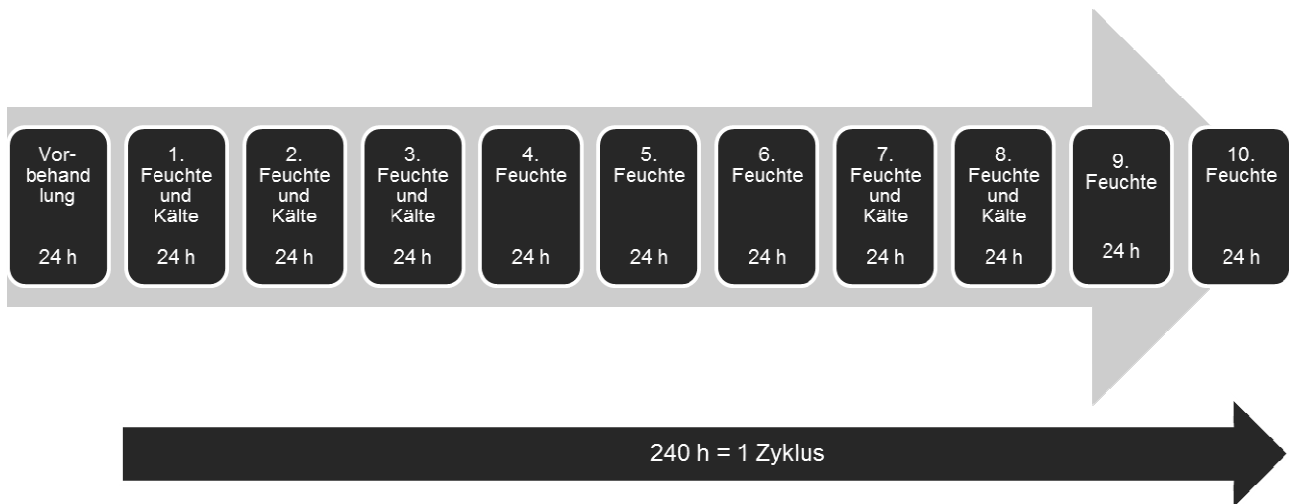 Vor-
behand
lung
24 h
1.
Feuchte
und
Kälte
24 h
2.
Feuchte
und
Kälte
24 h
3.
Feuchte
und
Kälte
24 h
4.
Feuchte
24 h
5.
Feuchte
24 h
6.
Feuchte
24 h
7.
Feuchte
und
Kälte
24 h
8.
Feuchte
und
Kälte
24 h
9.
Feuchte
24 h
10.
Feuchte
24 h
240 h = 1 Zyklus